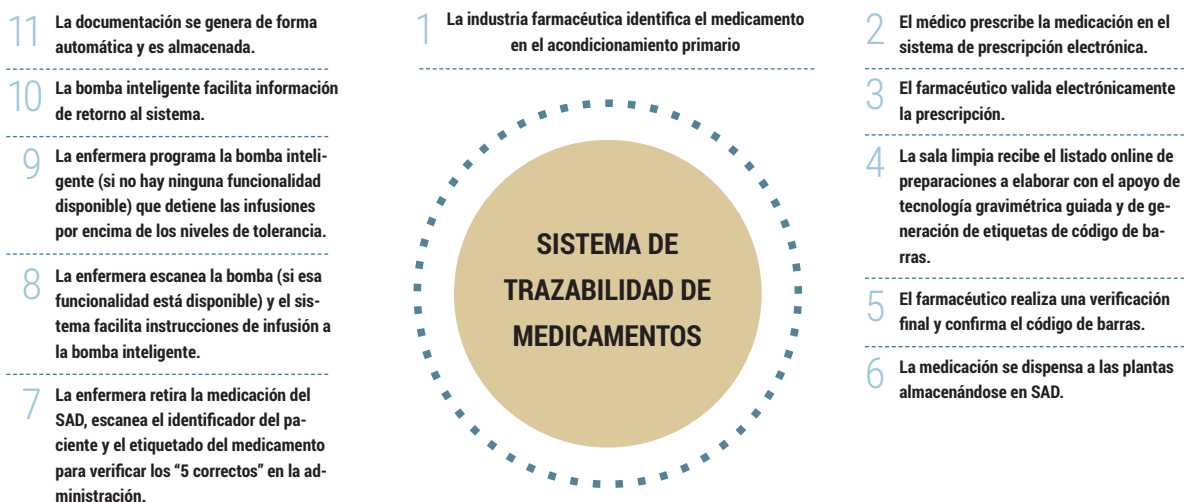 1
La industria farmacéutica identifica el medicamento
en el acondicionamiento primario
2
El médico prescribe la medicación en el
sistema de prescripción electrónica.
3
El farmacéutico valida electrónicamente
la prescripción.
4
La sala limpia recibe el listado online de
preparaciones a elaborar con el apoyo de
tecnología gravimétrica guiada y de ge-
neración de etiquetas de código de ba-
rras.
5
El farmacéutico realiza una verificación
final y confirma el código de barras.
6
La medicación se dispensa a las plantas
almacenándose en SAD.
7
La enfermera retira la medicación del
SAD, escanea el identificador del pa-
ciente y el etiquetado del medicamento
para verificar los “5 correctos” en la ad-
ministración.
8
La enfermera escanea la bomba (si esa
funcionalidad está disponible) y el sis-
tema facilita instrucciones de infusión a
la bomba inteligente.
9
La enfermera programa la bomba inteli-
gente (si no hay ninguna funcionalidad
disponible) que detiene las infusiones
por encima de los niveles de tolerancia.
10
La bomba inteligente facilita información
de retorno al sistema.
11
La documentación se genera de forma
automática y es almacenada.
SISTEMA DE
TRAZABILIDAD DE
MEDICAMENTOS